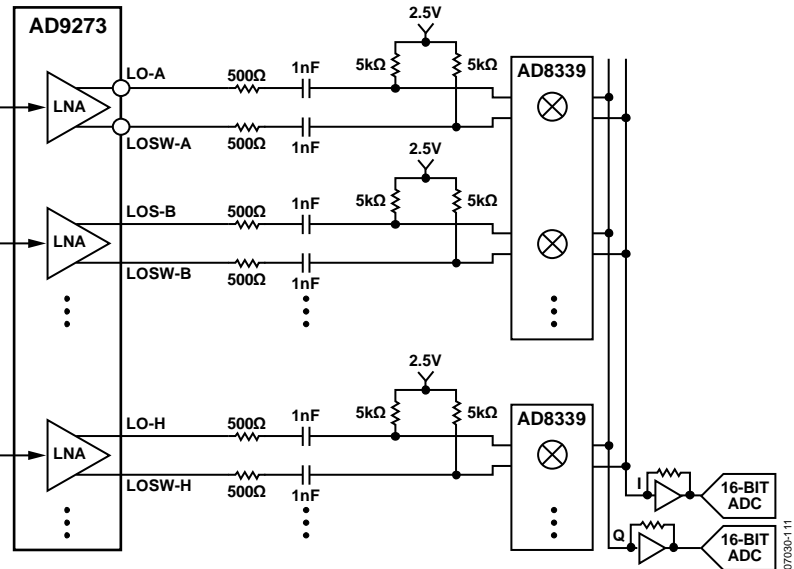 AD9273
2.5V
LO-A
500Ω
1nF
5kΩ
5kΩ
AD8339
LNA
LOSW-A
500Ω
1nF
2.5V
LOS-B
500Ω
1nF
5kΩ
5kΩ
LNA
LOSW-B
500Ω
1nF
2.5V
LO-H
500Ω
1nF
5kΩ
5kΩ
AD8339
LNA
LOSW-H
500Ω
1nF
I
16-BIT
ADC
Q
16-BIT
ADC
07030-111